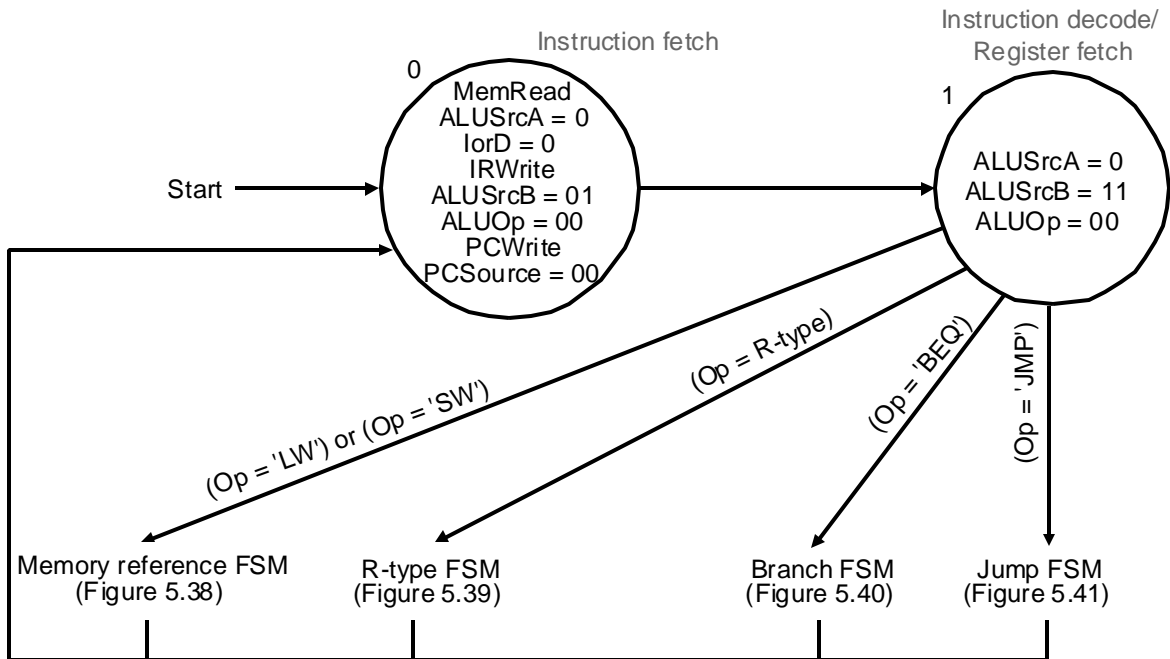 Instruction fetch
0
MemRead
ALUSrcA = 0
IorD = 0
IRWrite
ALUSrcB = 01
ALUOp = 00
PCWrite
PCSource = 00
Start
Instruction decode/
Register fetch
1
ALUSrcA = 0
ALUSrcB = 11
ALUOp = 00
(Op = 'LW') or (Op = 'SW')
(Op = R-type)
(Op = 'BEQ')
(Op = 'JMP')
Memory reference FSM
(Figure 5.38)
R-type FSM
(Figure 5.39)
Branch FSM
(Figure 5.40)
Jump FSM
(Figure 5.41)